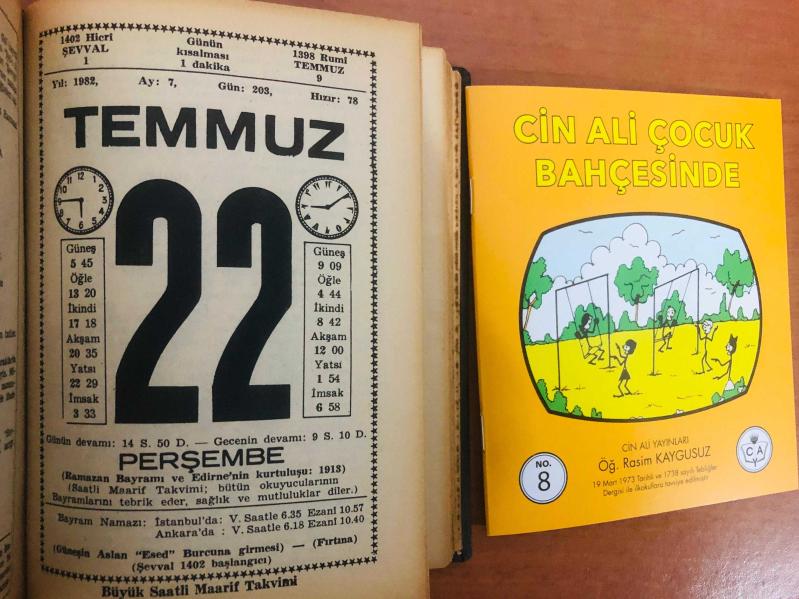 1402 Hicrî
ŞEVVAL
1
Günün
kısalması
1 dakika
1398 Rumî
TEMMUZ
9
Yıl: 1982, Ay: 7, Gün: 203, Hızır: 78
TEMMUZ
22
Güneş
5 45
Öğle
13 20
İkindi
17 18
Akşam
20 35
Yatsı
22 29
İmsak
3 33
Güneş
9 09
Öğle
4 44
İkindi
8 42
Akşam
12 00
Yatsı
1 54
İmsak
6 58
Günün devamı: 14 S. 50 D. — Gecenin devamı: 9 S. 10 D.
PERŞEMBE
(Ramazan Bayramı ve Edirne'nin kurtuluşu: 1913)
(Saatli Maarif Takvimi; bütün okuyucularının
Bayramlarını tebrik eder, sağlık ve mutluluklar diler.)
Bayram Namazı: İstanbul'da: V. Saatle 6.35 Ezanî 10.57
Ankara'da : V. Saatle 6.18 Ezanî 10.40
(Güneşin Aslan "Esed" Burcuna girmesi) — (Fırtına)
(Şevval 1402 başlangıcı)
Büyük Saatli Maarif Takvimi
CİN ALİ ÇOCUK
BAHÇESİNDE
CİN ALİ YAYINLARI
Öğ. Rasim KAYGUSUZ
19 Mart 1973 Tarihli ve 1738 sayılı Tebliğler
Dergisi ile ilkokullara tavsiye edilmiştir
NO.
8
C A